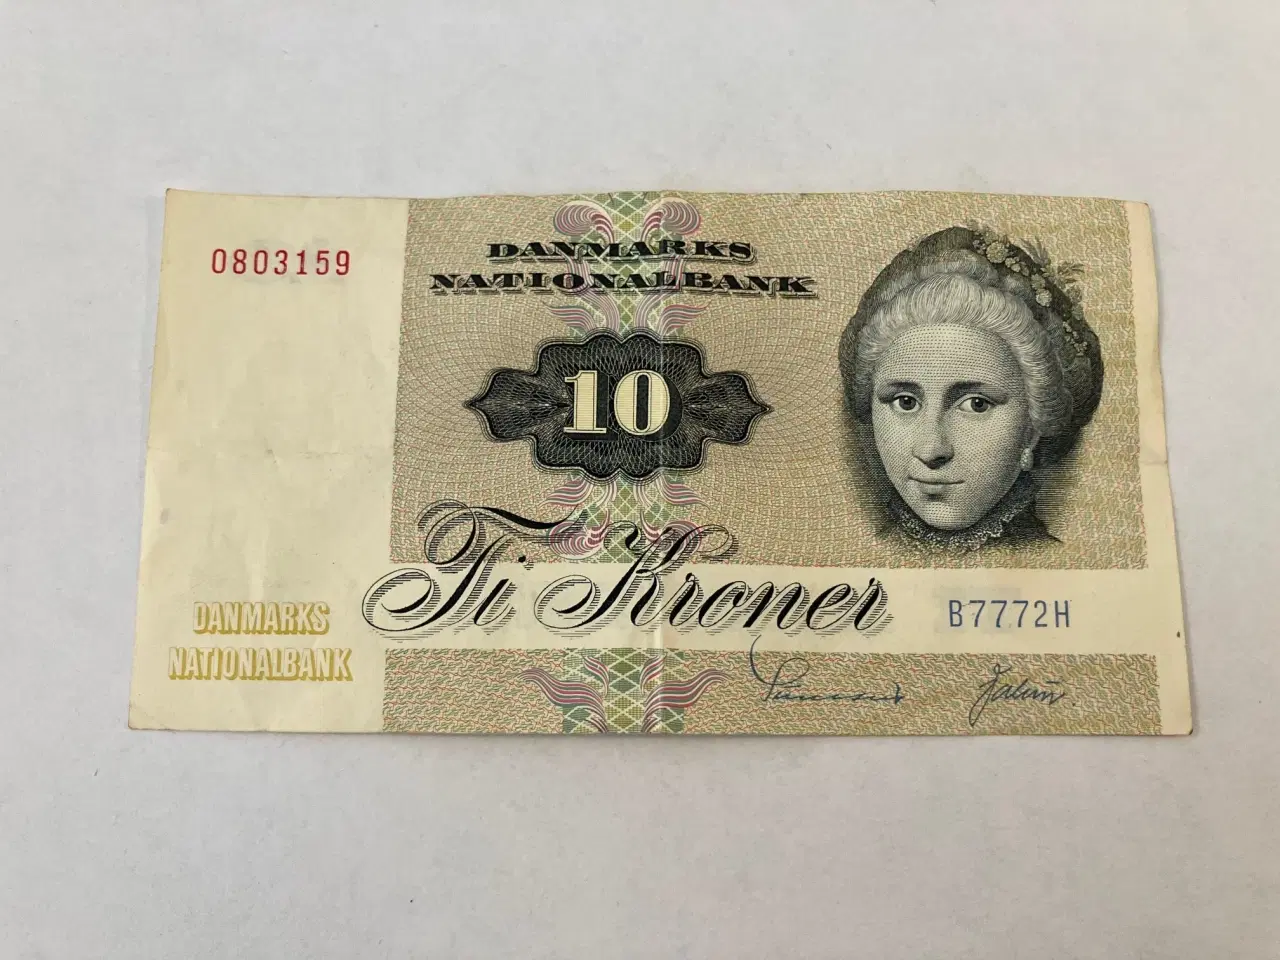 0803159
DANMARKS
NATIONALBANK
10
Ti Kroner
B7772H
DANMARKS
NATIONALBANK